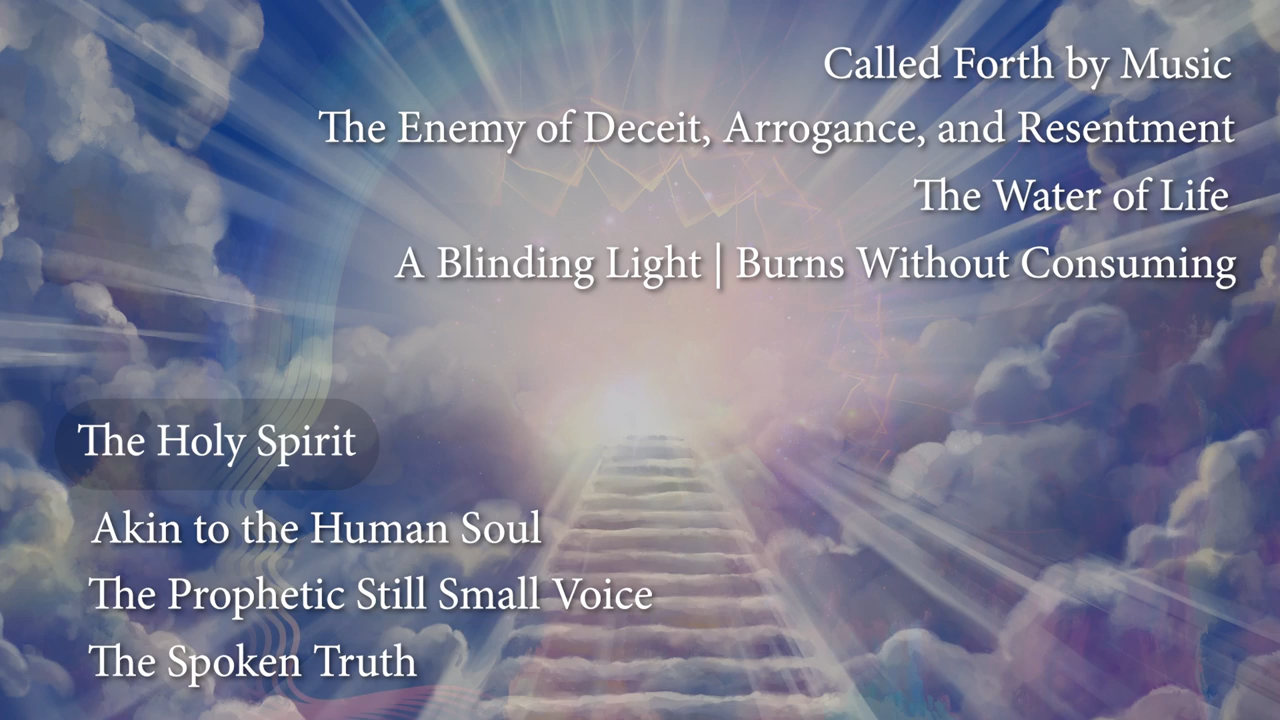 Called Forth by Music
The Enemy of Deceit, Arrogance, and Resentment
The Water of Life
A Blinding Light | Burns Without Consuming
The Holy Spirit
Akin to the Human Soul
The Prophetic Still Small Voice
The Spoken Truth